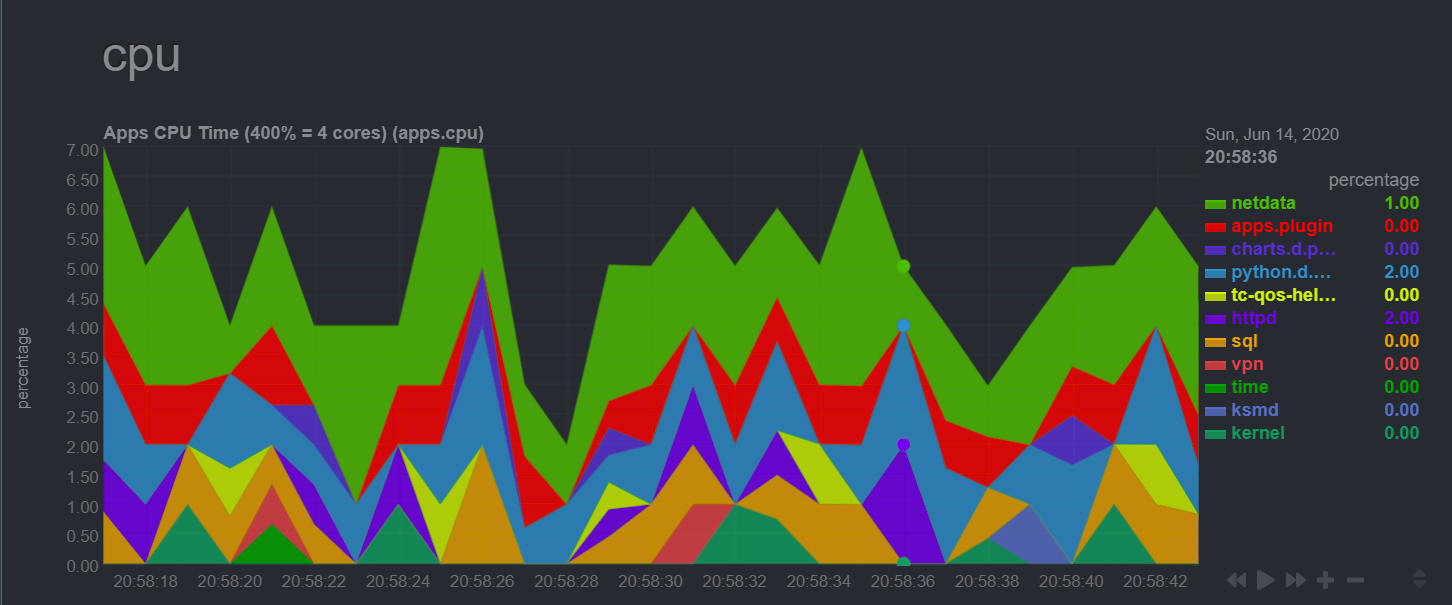 cpu
Apps CPU Time (400% = 4 cores) (apps.cpu)
Sun, Jun 14, 2020
20:58:36
percentage
netdata 1.00
apps.plugin 0.00
charts.d.p... 0.00
python.d.... 2.00
tc-qos-hel... 0.00
httpd 2.00
sql 0.00
vpn 0.00
time 0.00
ksmd 0.00
kernel 0.00
percentage
7.00
6.50
6.00
5.50
5.00
4.50
4.00
3.50
3.00
2.50
2.00
1.50
1.00
0.50
0.00
20:58:18 20:58:20 20:58:22 20:58:24 20:58:26 20:58:28 20:58:30 20:58:32 20:58:34 20:58:36 20:58:38 20:58:40 20:58:42